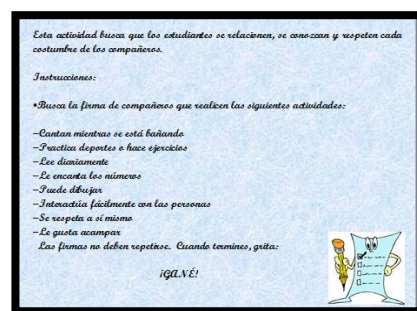 Esta actividad busca que los estudiantes se relacionen, se conozcan y respeten cada
costumbre de los compañeros.
Instrucciones:
•Busca la firma de compañeros que realicen las siguientes actividades:
–Cantan mientras se está bañando
–Practica deportes o hace ejercicios
–Lee diariamente
–Le encanta los números
–Puede dibujar
–Interactúa fácilmente con las personas
–Se respeta a sí mismo
–Le gusta acampar
Las firmas no deben repetirse. Cuando termines, grita:
¡GANÉ!